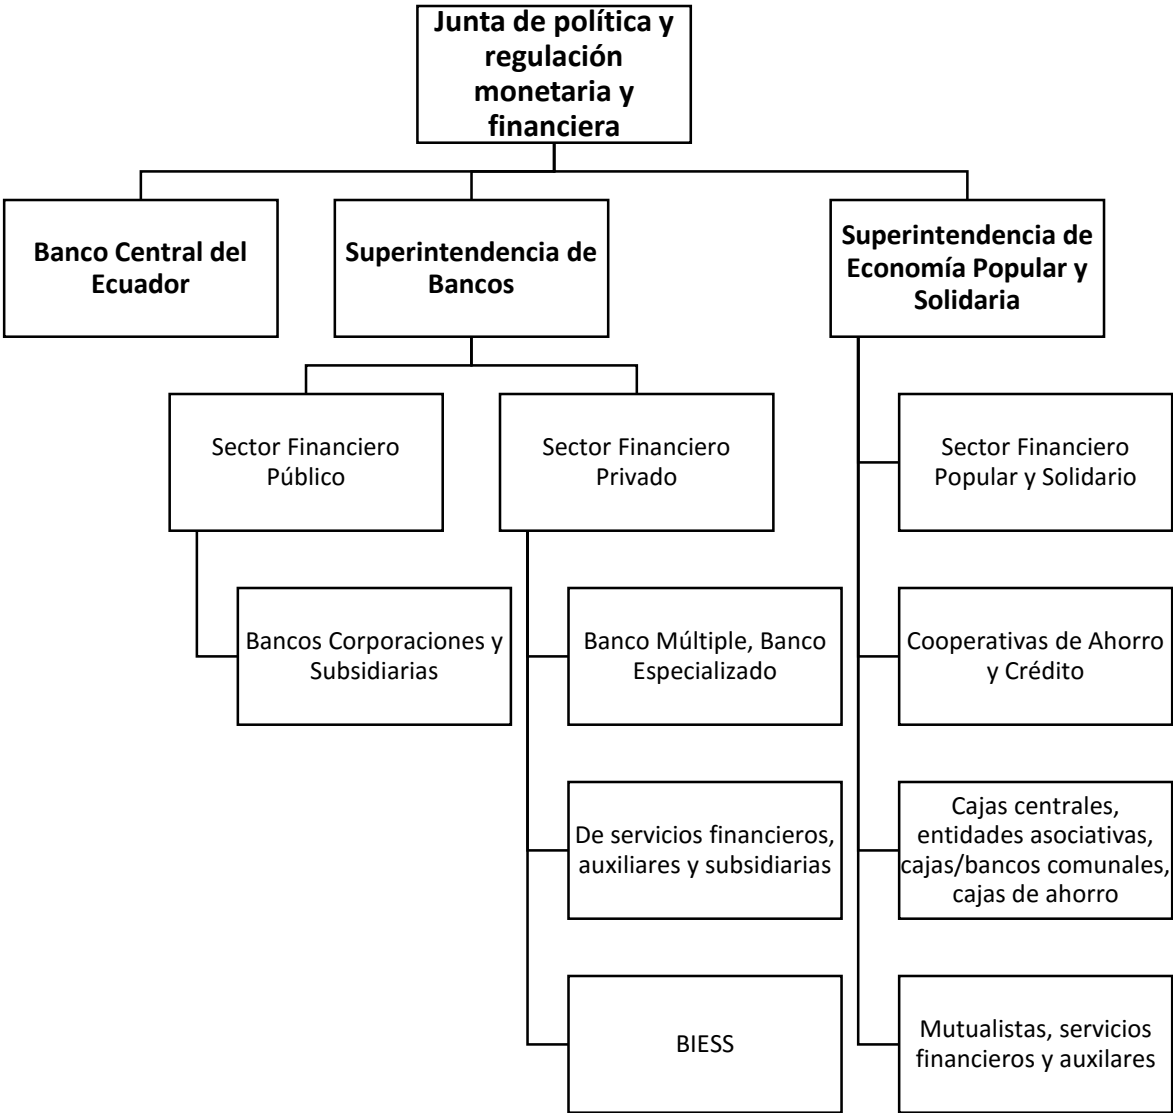 Junta de política y
regulación
monetaria y
financiera
Banco Central del
Ecuador
Superintendencia de
Bancos
Superintendencia de
Economía Popular y
Solidaria
Sector Financiero
Público
Sector Financiero
Privado
Sector Financiero
Popular y Solidario
Bancos Corporaciones y
Subsidiarias
Banco Múltiple, Banco
Especializado
Cooperativas de Ahorro
y Crédito
De servicios financieros,
auxiliares y subsidiarias
Cajas centrales,
entidades asociativas,
cajas/bancos comunales,
cajas de ahorro
BIESS
Mutualistas, servicios
financieros y auxilares